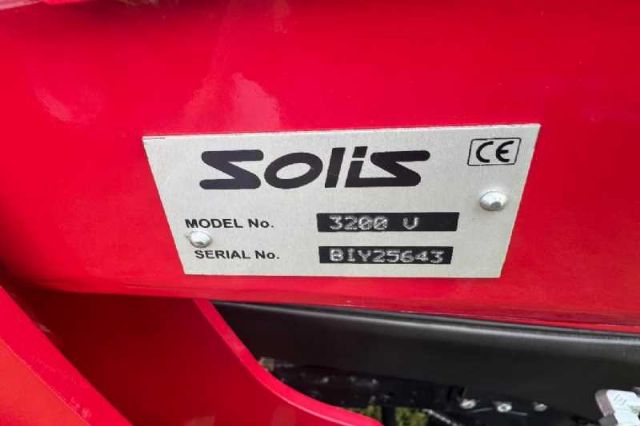 Solis
CE
MODEL No. 3200 V
SERIAL No. BIY25643